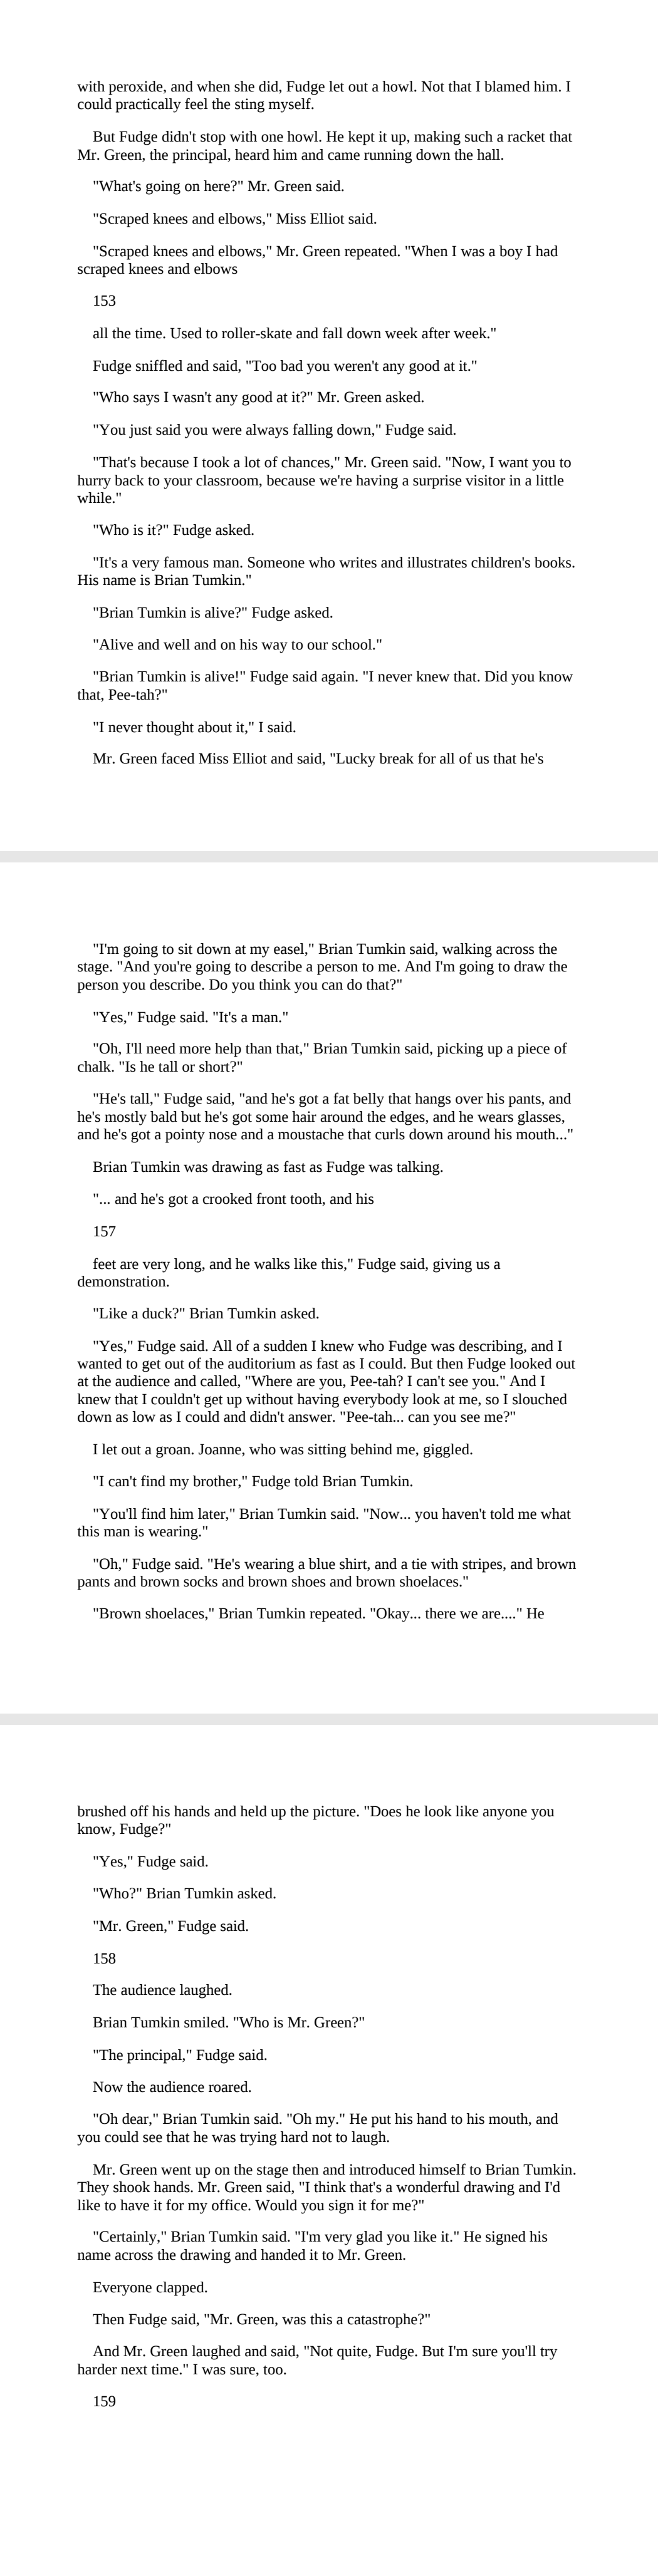 with peroxide, and when she did, Fudge let out a howl. Not that I blamed him. I
could practically feel the sting myself.
But Fudge didn't stop with one howl. He kept it up, making such a racket that
Mr. Green, the principal, heard him and came running down the hall.
"What's going on here?" Mr. Green said.
"Scraped knees and elbows," Miss Elliot said.
"Scraped knees and elbows," Mr. Green repeated. "When I was a boy I had
scraped knees and elbows
153
all the time. Used to roller-skate and fall down week after week."
Fudge sniffled and said, "Too bad you weren't any good at it."
"Who says I wasn't any good at it?" Mr. Green asked.
"You just said you were always falling down," Fudge said.
"That's because I took a lot of chances," Mr. Green said. "Now, I want you to
hurry back to your classroom, because we're having a surprise visitor in a little
while."
"Who is it?" Fudge asked.
"It's a very famous man. Someone who writes and illustrates children's books.
His name is Brian Tumkin."
"Brian Tumkin is alive?" Fudge asked.
"Alive and well and on his way to our school."
"Brian Tumkin is alive!" Fudge said again. "I never knew that. Did you know
that, Pee-tah?"
"I never thought about it," I said.
Mr. Green faced Miss Elliot and said, "Lucky break for all of us that he's
"I'm going to sit down at my easel," Brian Tumkin said, walking across the
stage. "And you're going to describe a person to me. And I'm going to draw the
person you describe. Do you think you can do that?"
"Yes," Fudge said. "It's a man."
"Oh, I'll need more help than that," Brian Tumkin said, picking up a piece of
chalk. "Is he tall or short?"
"He's tall," Fudge said, "and he's got a fat belly that hangs over his pants, and
he's mostly bald but he's got some hair around the edges, and he wears glasses,
and he's got a pointy nose and a moustache that curls down around his mouth..."
Brian Tumkin was drawing as fast as Fudge was talking.
"... and he's got a crooked front tooth, and his
157
feet are very long, and he walks like this," Fudge said, giving us a
demonstration.
"Like a duck?" Brian Tumkin asked.
"Yes," Fudge said. All of a sudden I knew who Fudge was describing, and I
wanted to get out of the auditorium as fast as I could. But then Fudge looked out
at the audience and called, "Where are you, Pee-tah? I can't see you." And I
knew that I couldn't get up without having everybody look at me, so I slouched
down as low as I could and didn't answer. "Pee-tah... can you see me?"
I let out a groan. Joanne, who was sitting behind me, giggled.
"I can't find my brother," Fudge told Brian Tumkin.
"You'll find him later," Brian Tumkin said. "Now... you haven't told me what
this man is wearing."
"Oh," Fudge said. "He's wearing a blue shirt, and a tie with stripes, and brown
pants and brown socks and brown shoes and brown shoelaces."
"Brown shoelaces," Brian Tumkin repeated. "Okay... there we are...." He
brushed off his hands and held up the picture. "Does he look like anyone you
know, Fudge?"
"Yes," Fudge said.
"Who?" Brian Tumkin asked.
"Mr. Green," Fudge said.
158
The audience laughed.
Brian Tumkin smiled. "Who is Mr. Green?"
"The principal," Fudge said.
Now the audience roared.
"Oh dear," Brian Tumkin said. "Oh my." He put his hand to his mouth, and
you could see that he was trying hard not to laugh.
Mr. Green went up on the stage then and introduced himself to Brian Tumkin.
They shook hands. Mr. Green said, "I think that's a wonderful drawing and I'd
like to have it for my office. Would you sign it for me?"
"Certainly," Brian Tumkin said. "I'm very glad you like it." He signed his
name across the drawing and handed it to Mr. Green.
Everyone clapped.
Then Fudge said, "Mr. Green, was this a catastrophe?"
And Mr. Green laughed and said, "Not quite, Fudge. But I'm sure you'll try
harder next time." I was sure, too.
159